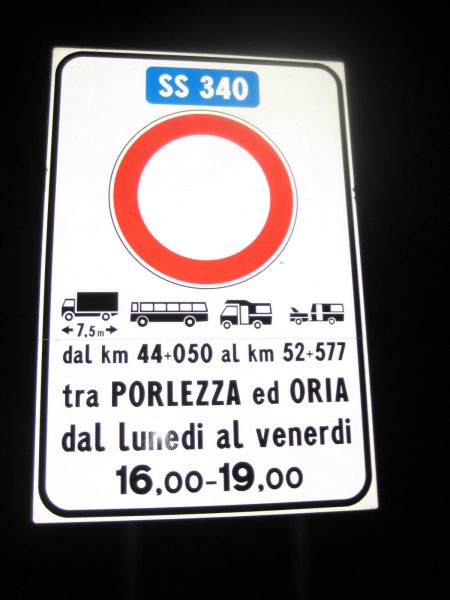 SS 340
7,5m
dal km 44+050 al km 52+577
tra PORLEZZA ed ORIA
dal lunedi al venerdi
16,00-19,00